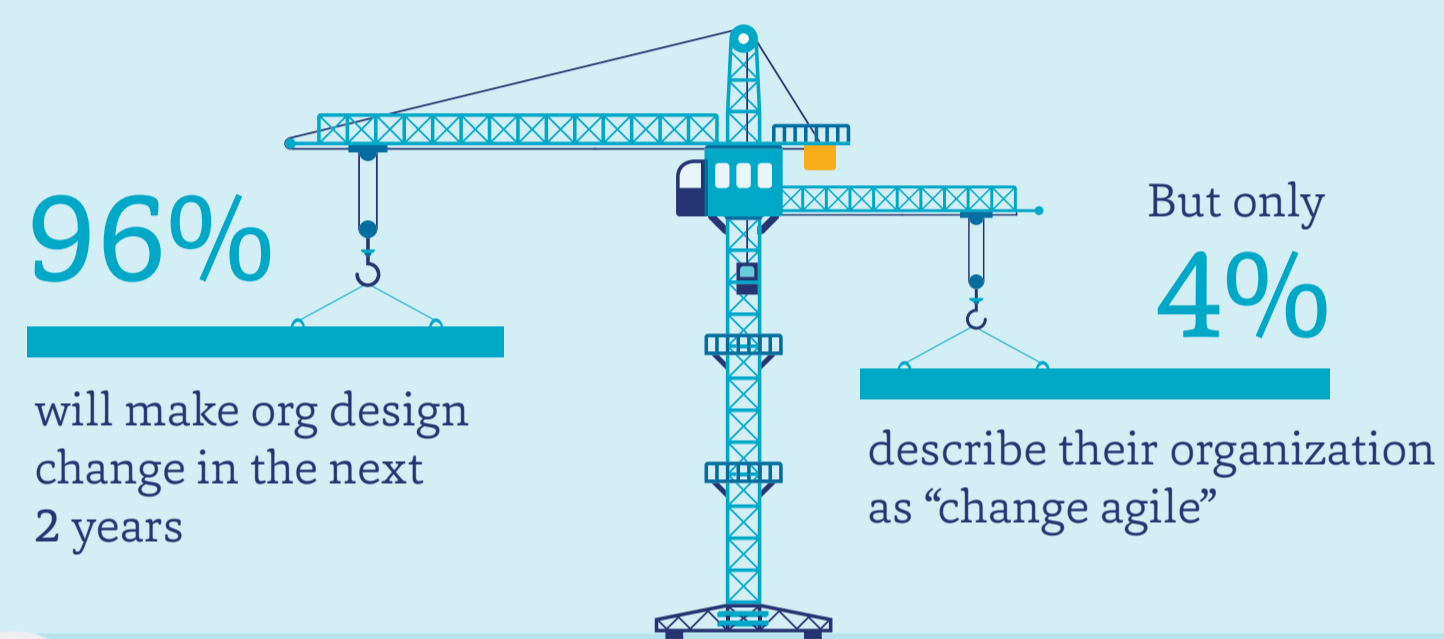 96%
will make org design
change in the next
2 years
But only
4%
describe their organization
as “change agile”